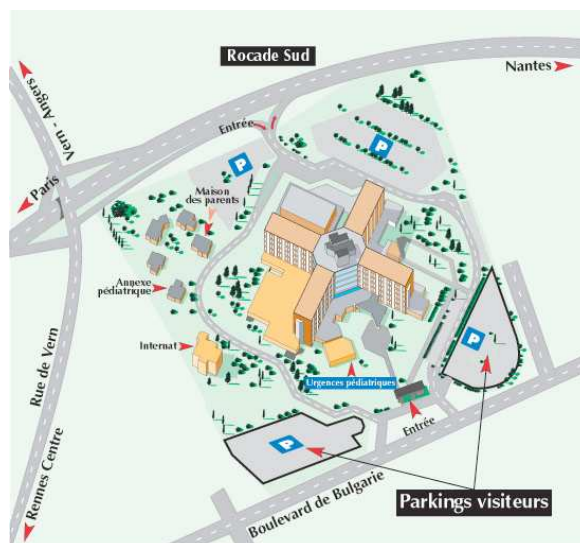 Rocade Sud
Nantes
Vern - Angers
Entrée
P
P
Paris
Maison
des parents
Annexe
pédiatrique
Internat
Rue de Vern
P
Urgences pédiatriques
Entrée
P
Rennes Centre
Boulevard de Bulgarie
Parkings visiteurs